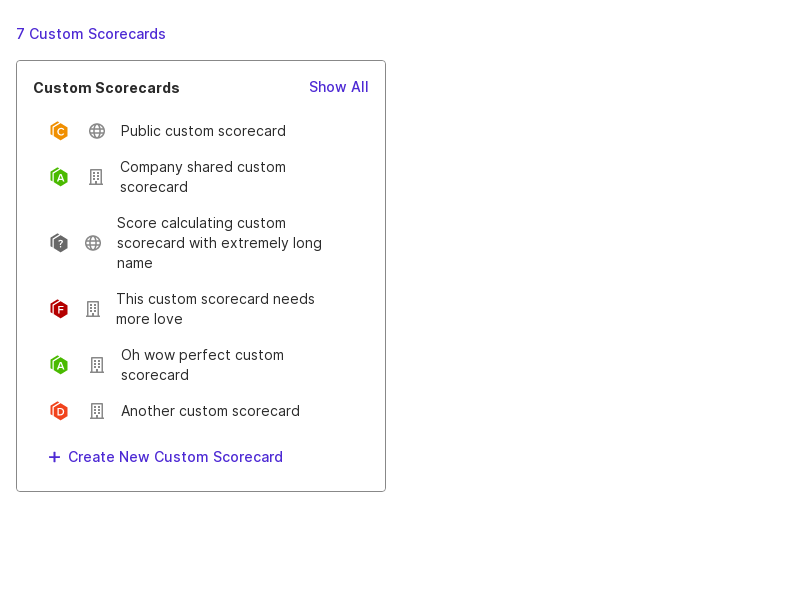 7 Custom Scorecards
Custom Scorecards
Show All
C
Public custom scorecard
A
Company shared custom
scorecard
?
Score calculating custom
scorecard with extremely long
name
F
This custom scorecard needs
more love
A
Oh wow perfect custom
scorecard
D
Another custom scorecard
+ Create New Custom Scorecard